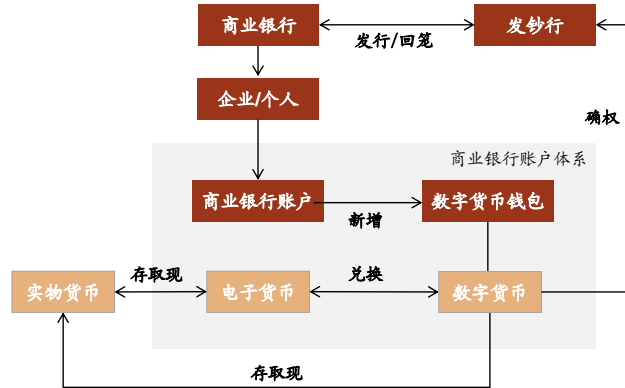 商业银行
发行/回笼
发钞行
企业/个人
确权
商业银行账户体系
商业银行账户
新增
数字货币钱包
实物货币
存取现
电子货币
兑换
数字货币
存取现